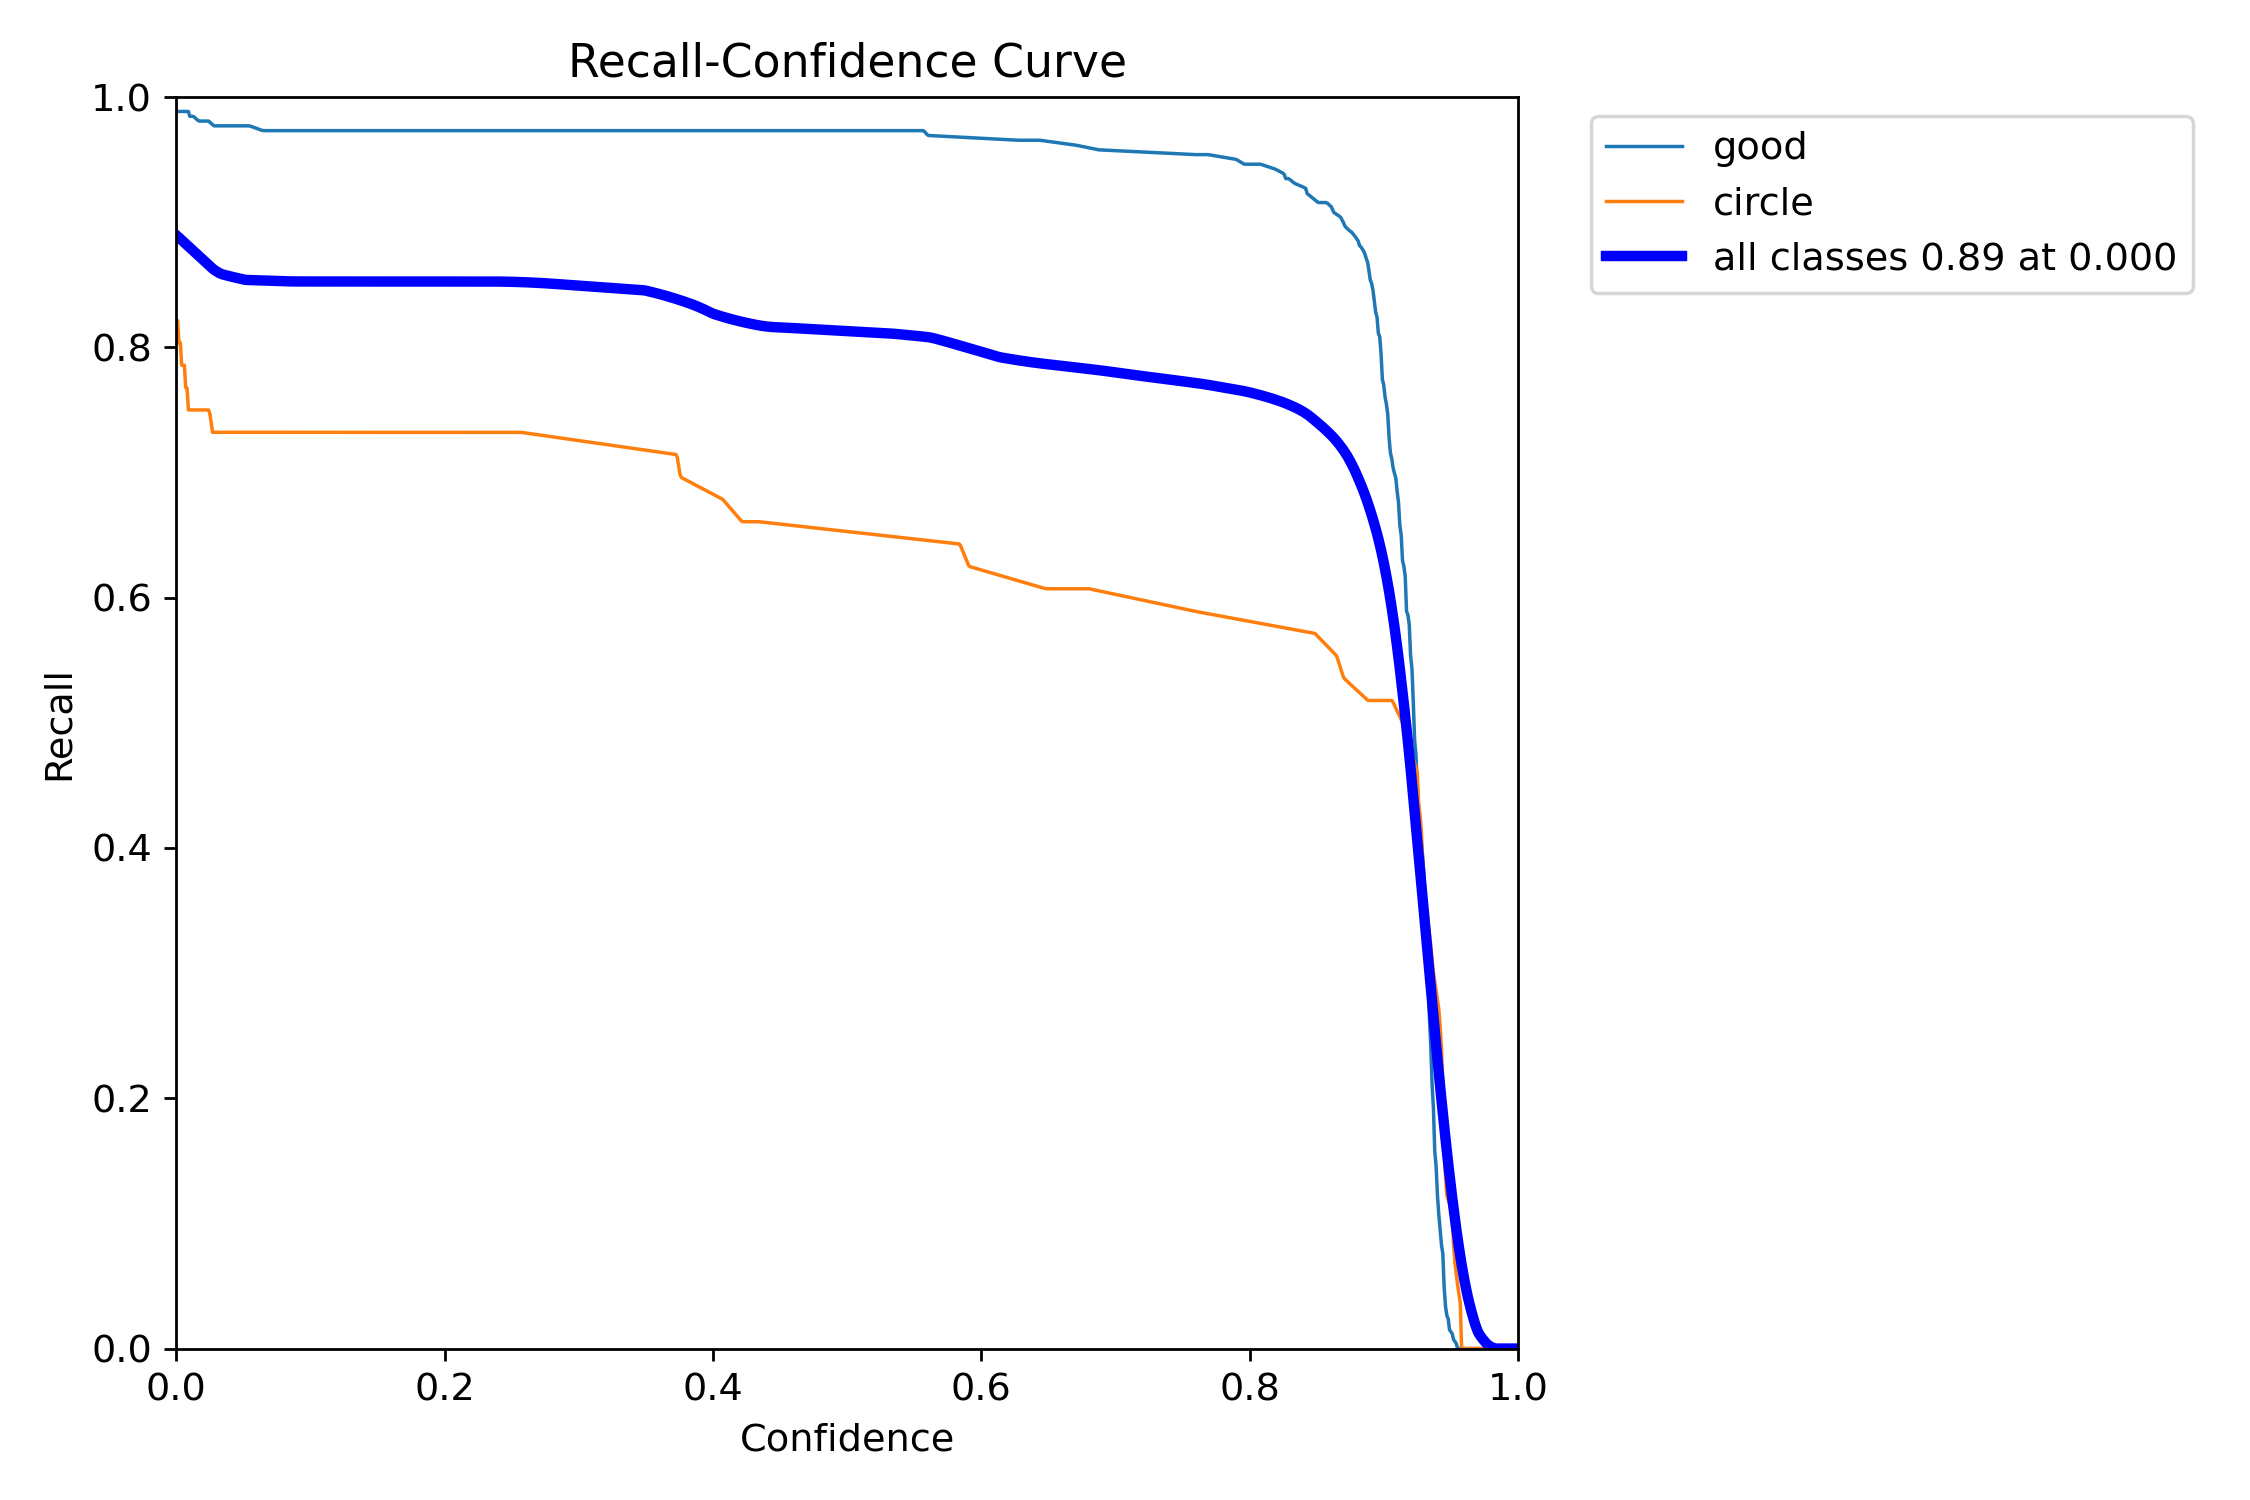 Recall-Confidence Curve
1.0
0.8
0.6
0.4
0.2
0.0
Recall
0.0 0.2 0.4 0.6 0.8 1.0
Confidence
good
circle
all classes 0.89 at 0.000